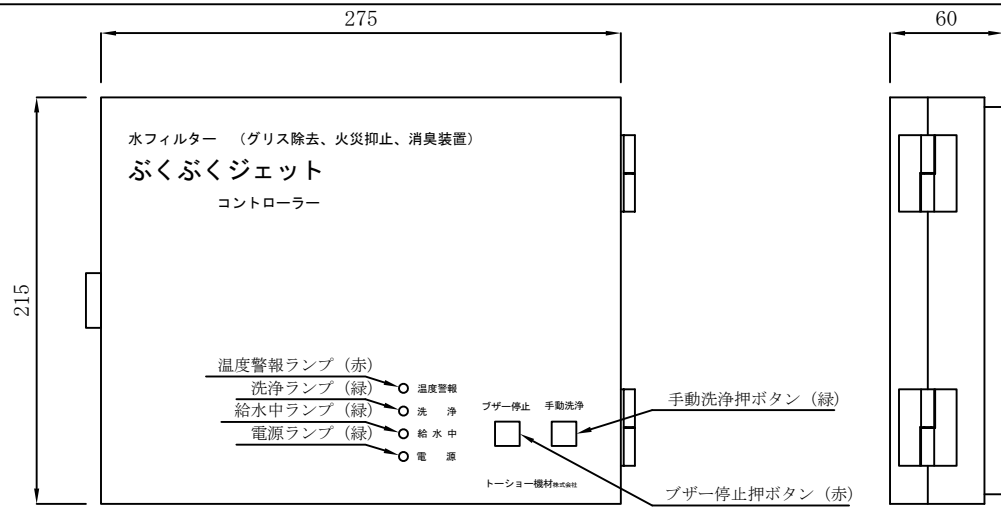 275
60
215
水フィルター （グリス除去、火災抑止、消臭装置）
ぶくぶくジェット
コントローラー
温度警報ランプ（赤）
洗浄ランプ（緑）
給水中ランプ（緑）
電源ランプ（緑）
温度警報
洗 浄
給 水 中
電 源
ブザー停止 手動洗浄
手動洗浄押ボタン（緑）
トーショー機材株式会社
ブザー停止押ボタン（赤）